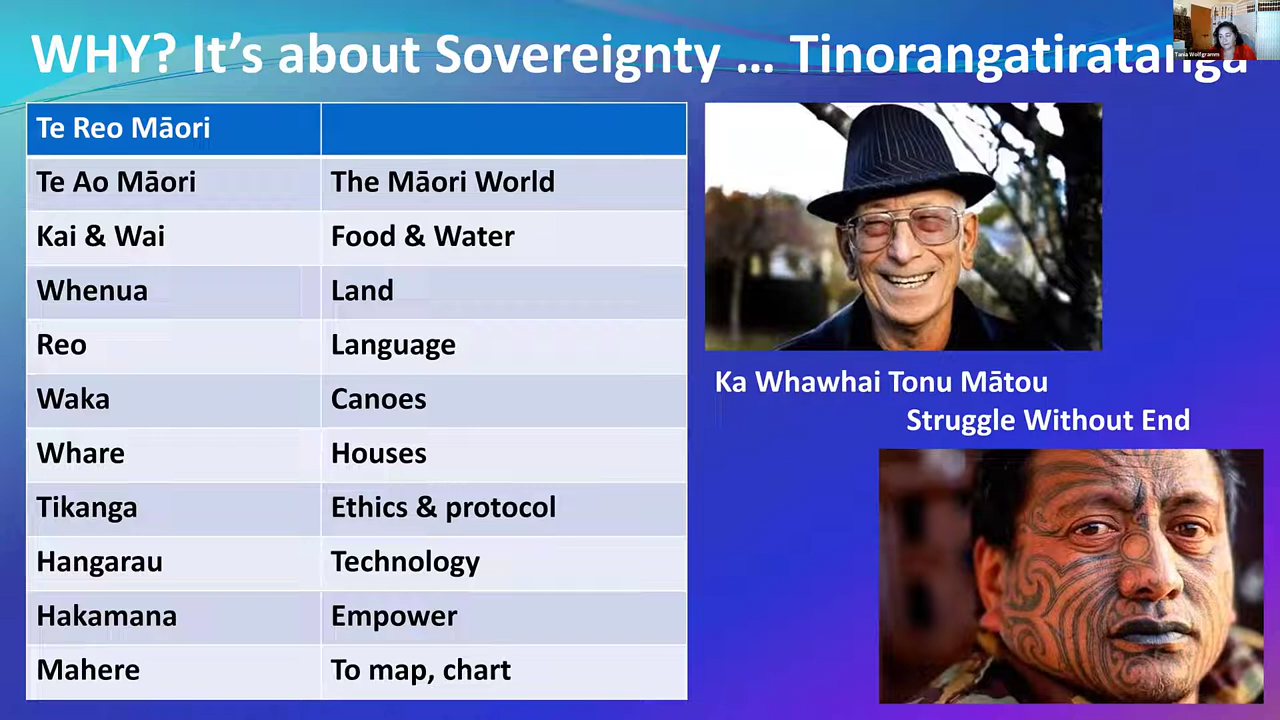 WHY? It's about Sovereignty ... Tinorangatiratanga
Tania Wolfgramm
Te Reo Māori
Te Ao Māori The Māori World
Kai & Wai Food & Water
Whenua Land
Reo Language
Waka Canoes
Whare Houses
Tikanga Ethics & protocol
Hangarau Technology
Hakamana Empower
Mahere To map, chart
Ka Whawhai Tonu Mātou
Struggle Without End